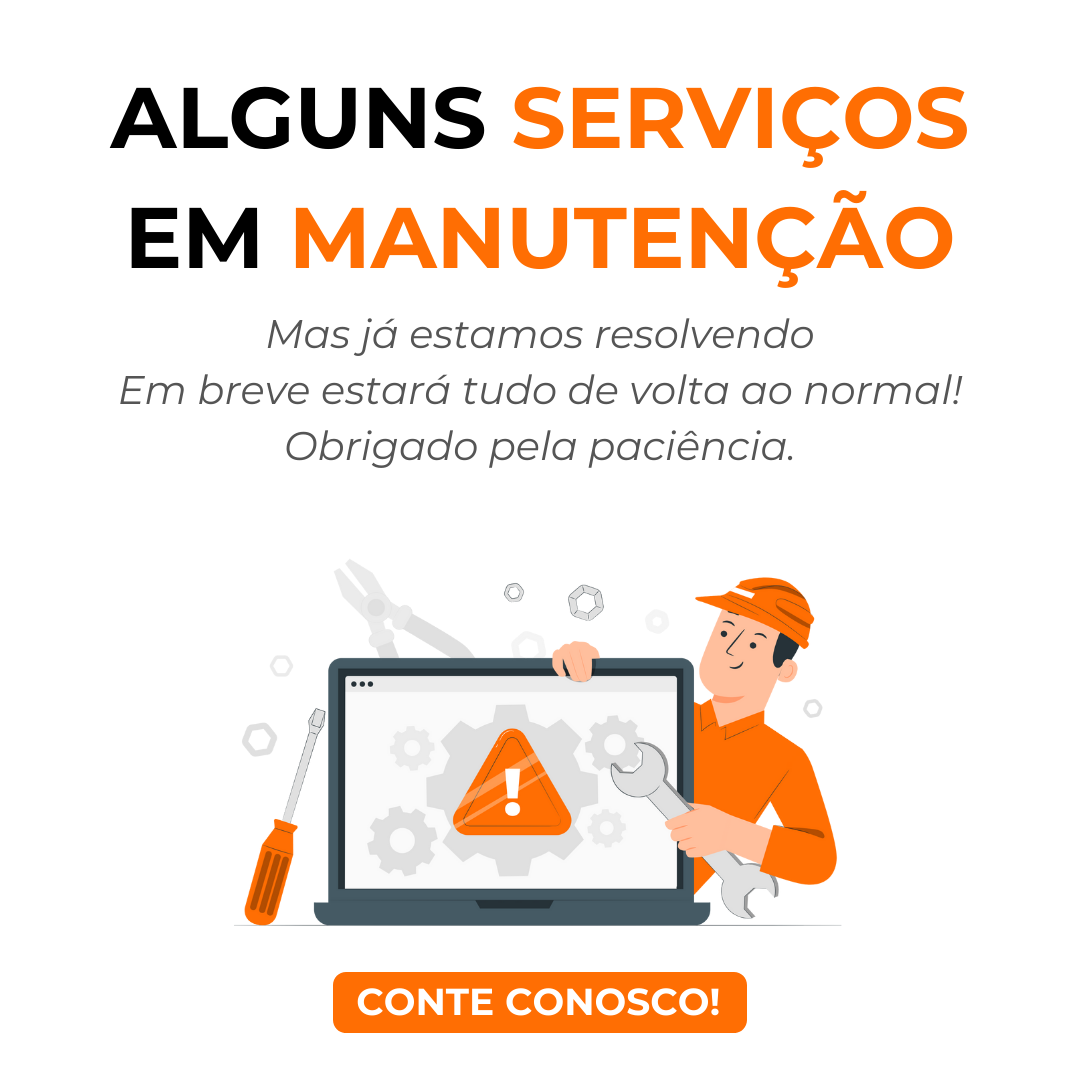 ALGUNS SERVIÇOS
EM MANUTENÇÃO
Mas já estamos resolvendo
Em breve estará tudo de volta ao normal!
Obrigado pela paciência.
!
CONTE CONOSCO!